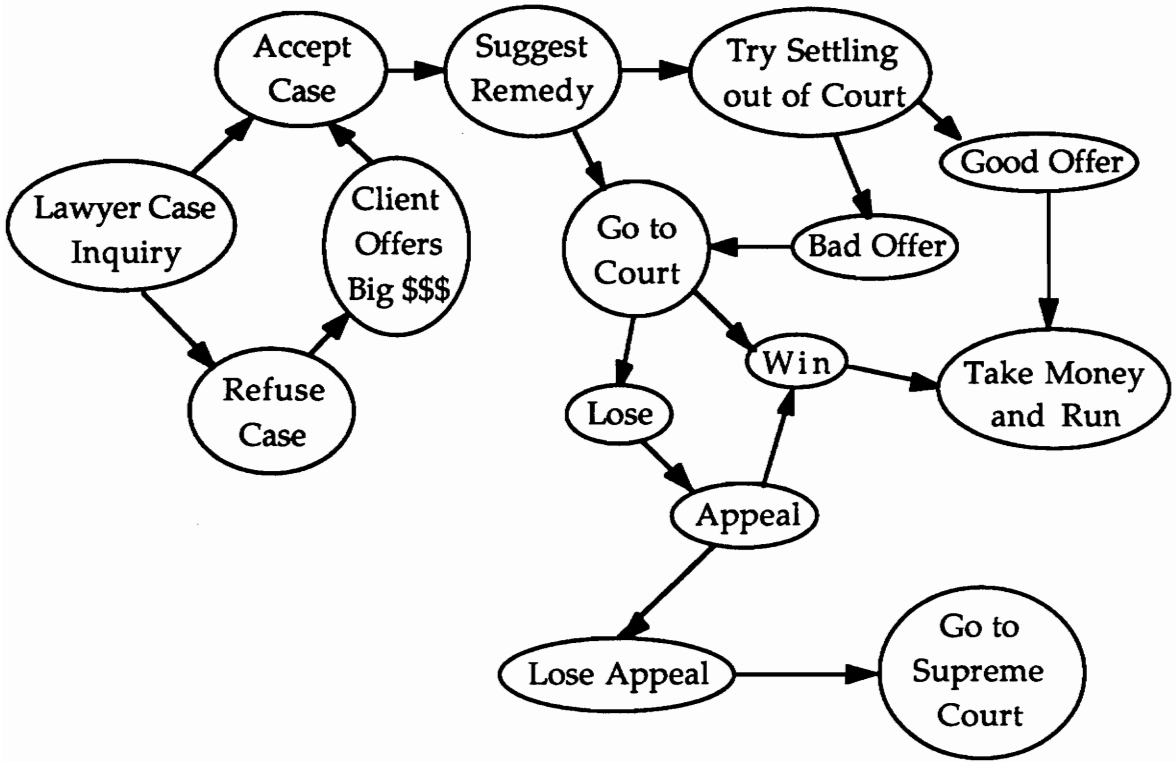 Accept
Case
Suggest
Remedy
Try Settling
out of Court
Good Offer
Lawyer Case
Inquiry
Client
Offers
Big $$$
Go to
Court
Bad Offer
Refuse
Case
Win
Take Money
and Run
Lose
Appeal
Lose Appeal
Go to
Supreme
Court